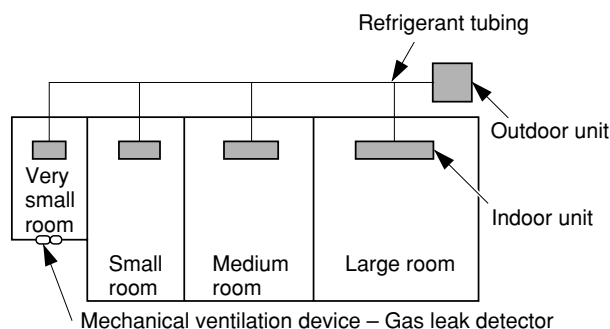 Refrigerant tubing
Outdoor unit
Indoor unit
Very
small
room
Small
room
Medium
room
Large room
Mechanical ventilation device – Gas leak detector